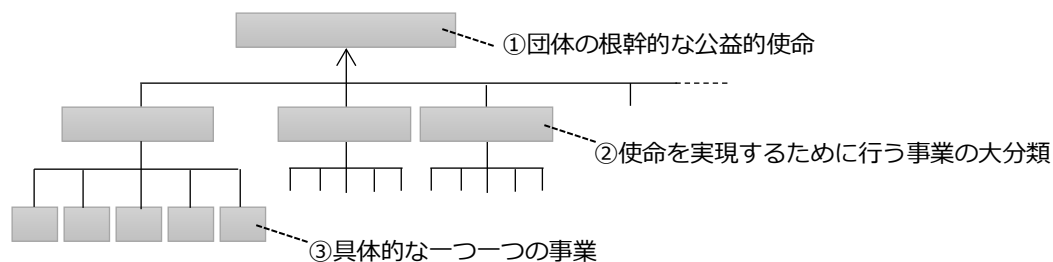 ①団体の根幹的な公益的使命
②使命を実現するために行う事業の大分類
③具体的な一つ一つの事業